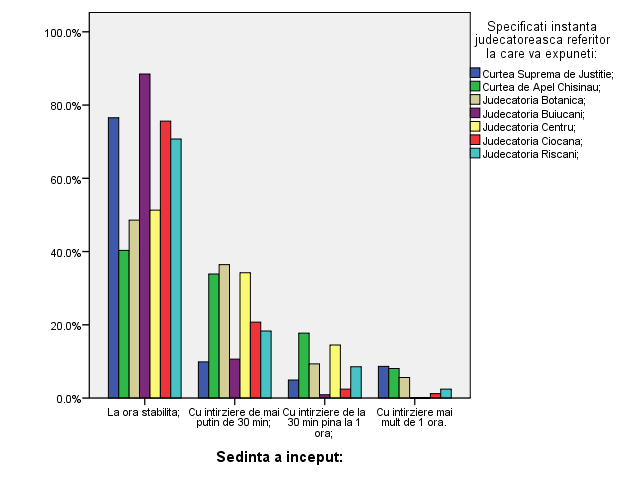 Specificati instanta
judecatoreasca referitor
la care va expuneti:
Curtea Suprema de Justitie;
Curtea de Apel Chisinau;
Judecatoria Botanica;
Judecatoria Buiucani;
Judecatoria Centru;
Judecatoria Ciocana;
Judecatoria Riscani;
100.0%
80.0%
60.0%
40.0%
20.0%
0.0%
La ora stabilita;
Cu intirziere de mai
putin de 30 min;
Cu intirziere de la
30 min pina la 1
ora;
Cu intirziere mai
mult de 1 ora.
Sedinta a inceput: